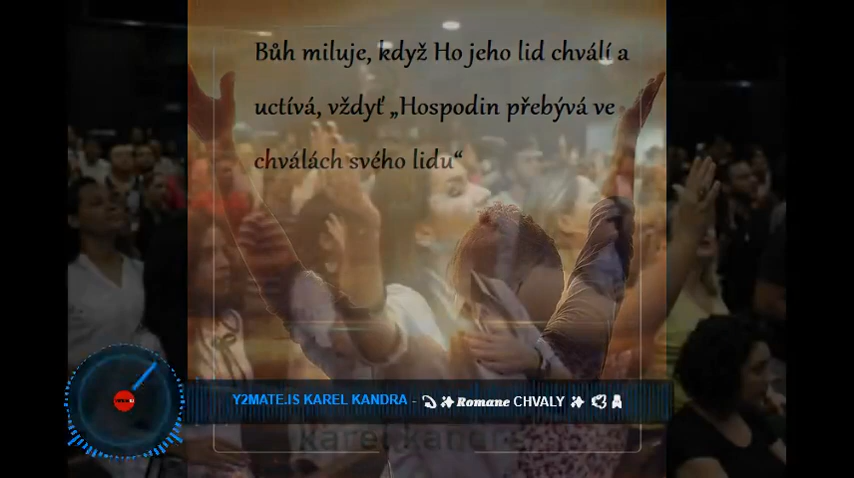 Bůh miluje, když Ho jeho lid chválí a
uctívá, vždyť „Hospodin přebývá ve
chválách svého lidu“
Y2MATE.IS KAREL KANDRA - Romane CHVALY
karel kandra